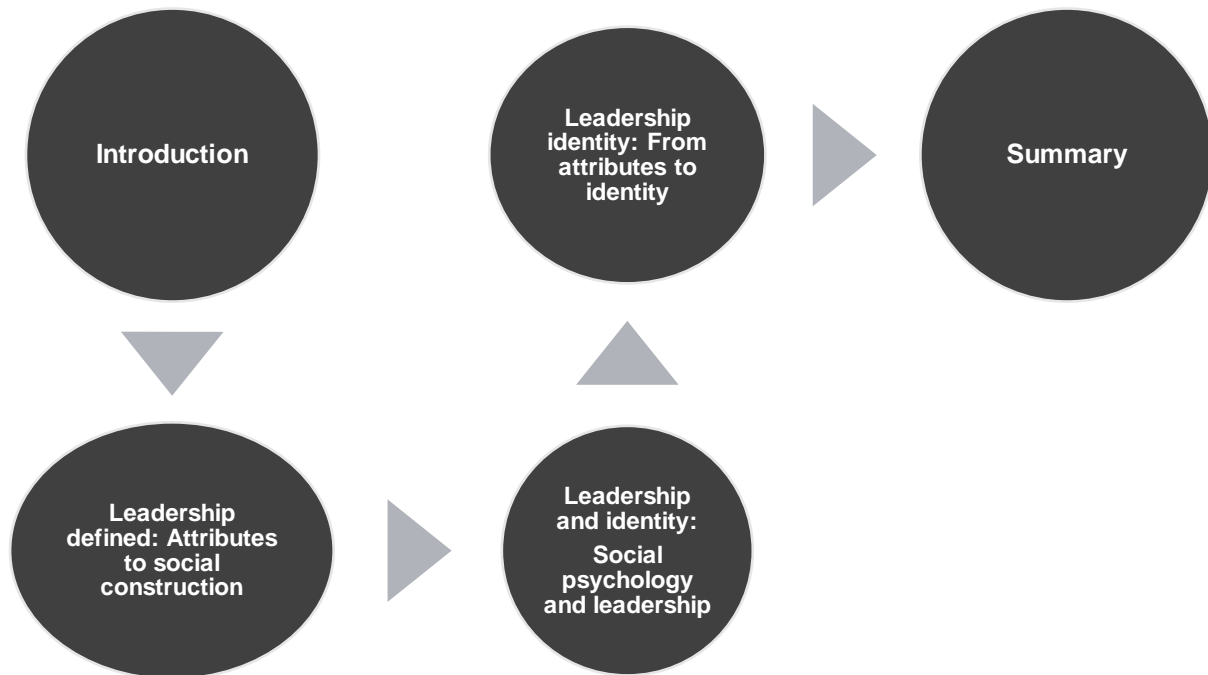 Introduction
Leadership
defined: Attributes
to social
construction
Leadership
and identity:
Social
psychology
and leadership
Leadership
identity: From
attributes to
identity
Summary